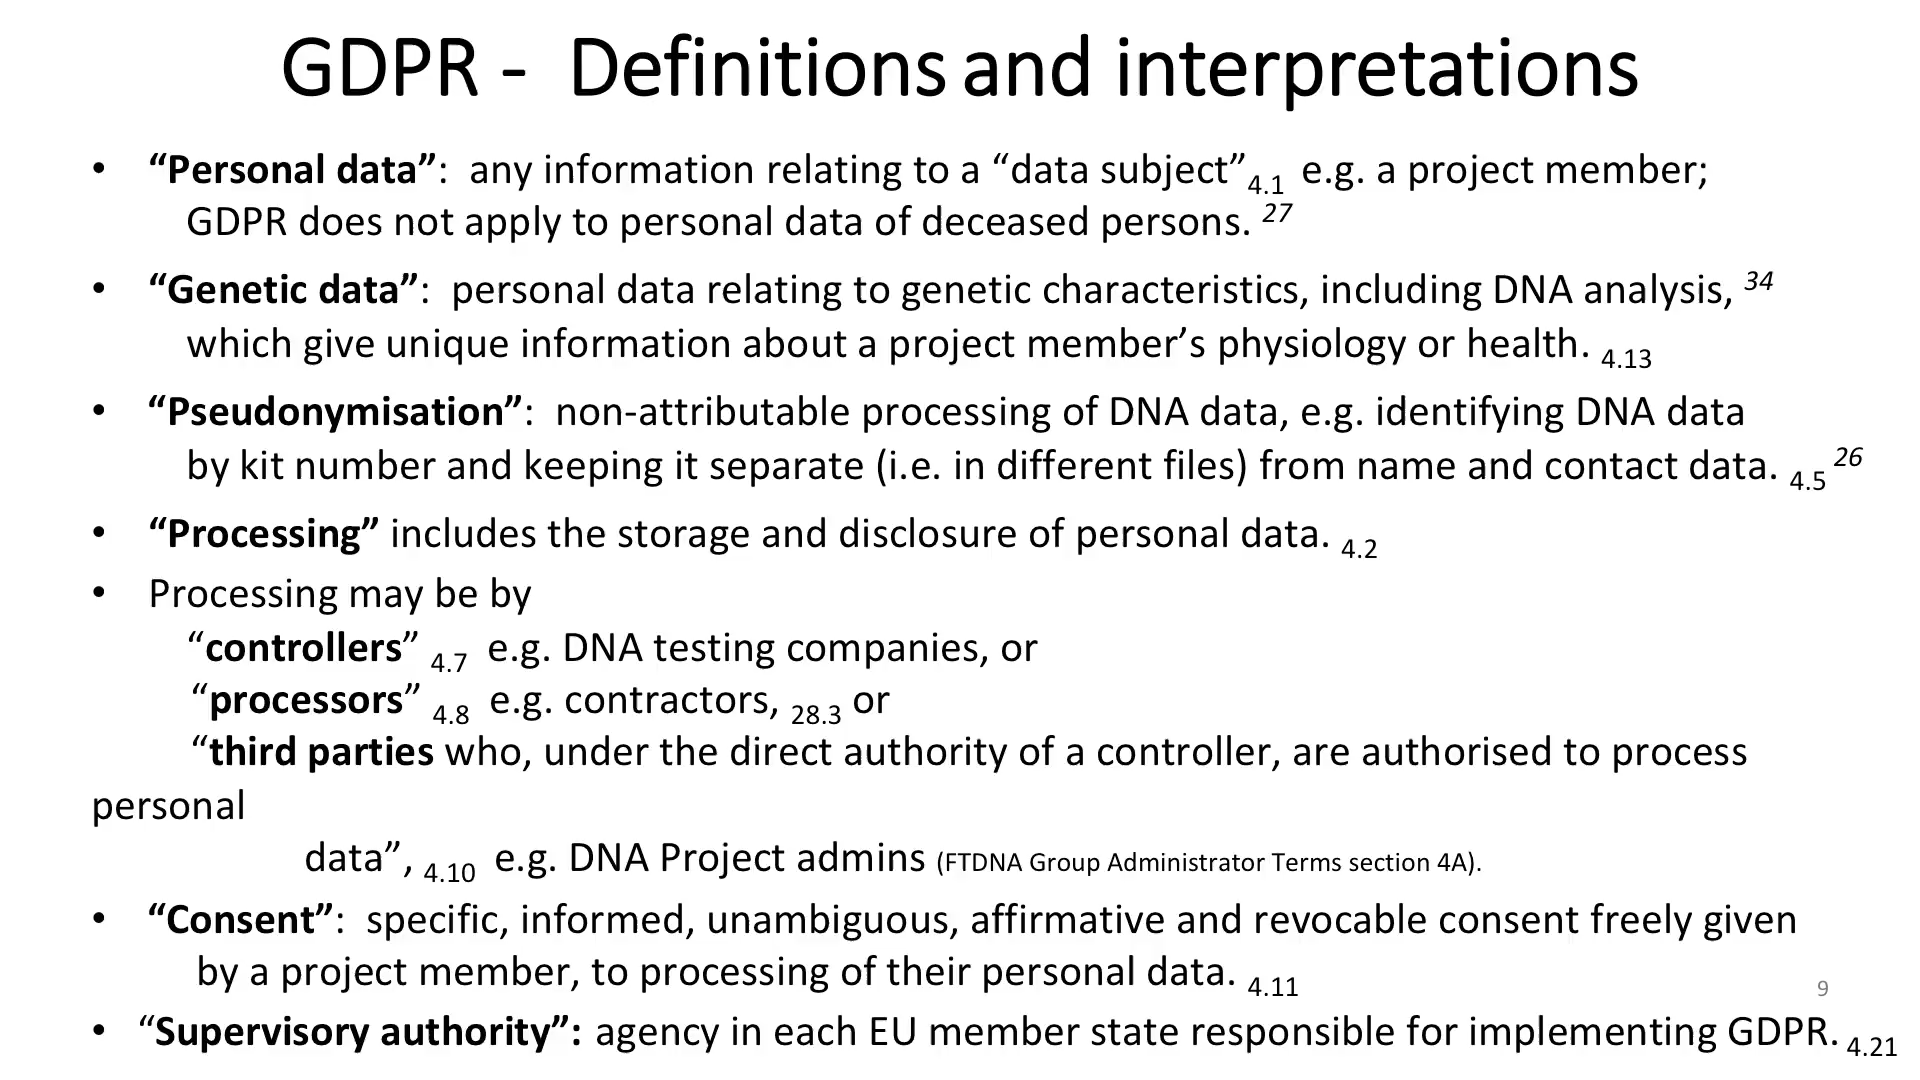 GDPR - Definitions and interpretations
• “Personal data”: any information relating to a “data subject”4.1 e.g. a project member;
GDPR does not apply to personal data of deceased persons. 27
• “Genetic data”: personal data relating to genetic characteristics, including DNA analysis, 34
which give unique information about a project member’s physiology or health. 4.13
• “Pseudonymisation”: non-attributable processing of DNA data, e.g. identifying DNA data
by kit number and keeping it separate (i.e. in different files) from name and contact data. 4.5 26
• “Processing” includes the storage and disclosure of personal data. 4.2
• Processing may be by
“controllers” 4.7 e.g. DNA testing companies, or
“processors” 4.8 e.g. contractors, 28.3 or
“third parties who, under the direct authority of a controller, are authorised to process
personal
data”, 4.10 e.g. DNA Project admins (FTDNA Group Administrator Terms section 4A).
• “Consent”: specific, informed, unambiguous, affirmative and revocable consent freely given
by a project member, to processing of their personal data. 4.11
9
• “Supervisory authority”: agency in each EU member state responsible for implementing GDPR. 4.21